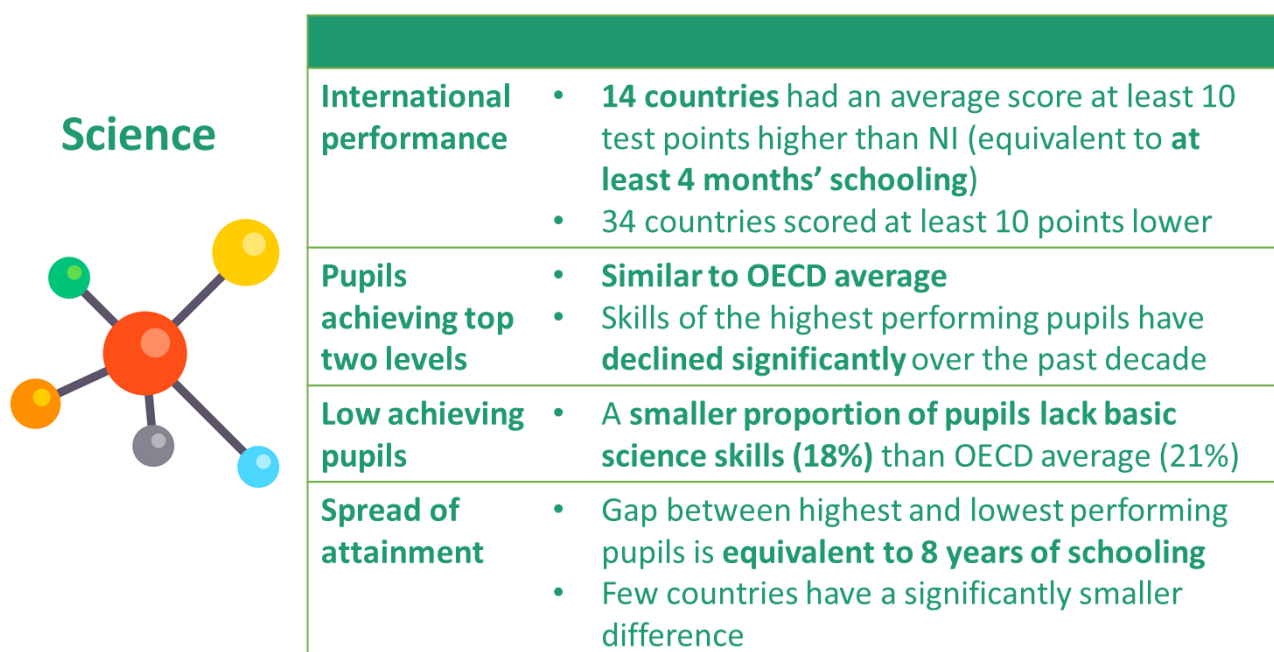 Science
International performance
• 14 countries had an average score at least 10
test points higher than NI (equivalent to at
least 4 months’ schooling)
• 34 countries scored at least 10 points lower
Pupils
achieving top
two levels
• Similar to OECD average
• Skills of the highest performing pupils have
declined significantly over the past decade
Low achieving
pupils
• A smaller proportion of pupils lack basic
science skills (18%) than OECD average (21%)
Spread of
attainment
• Gap between highest and lowest performing
pupils is equivalent to 8 years of schooling
• Few countries have a significantly smaller
difference